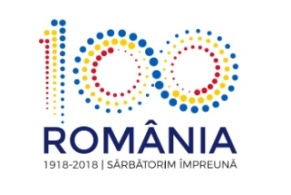 100
ROMÂNIA
1918-2018 | SĂRBĂTORIM ÎMPREUNĂ